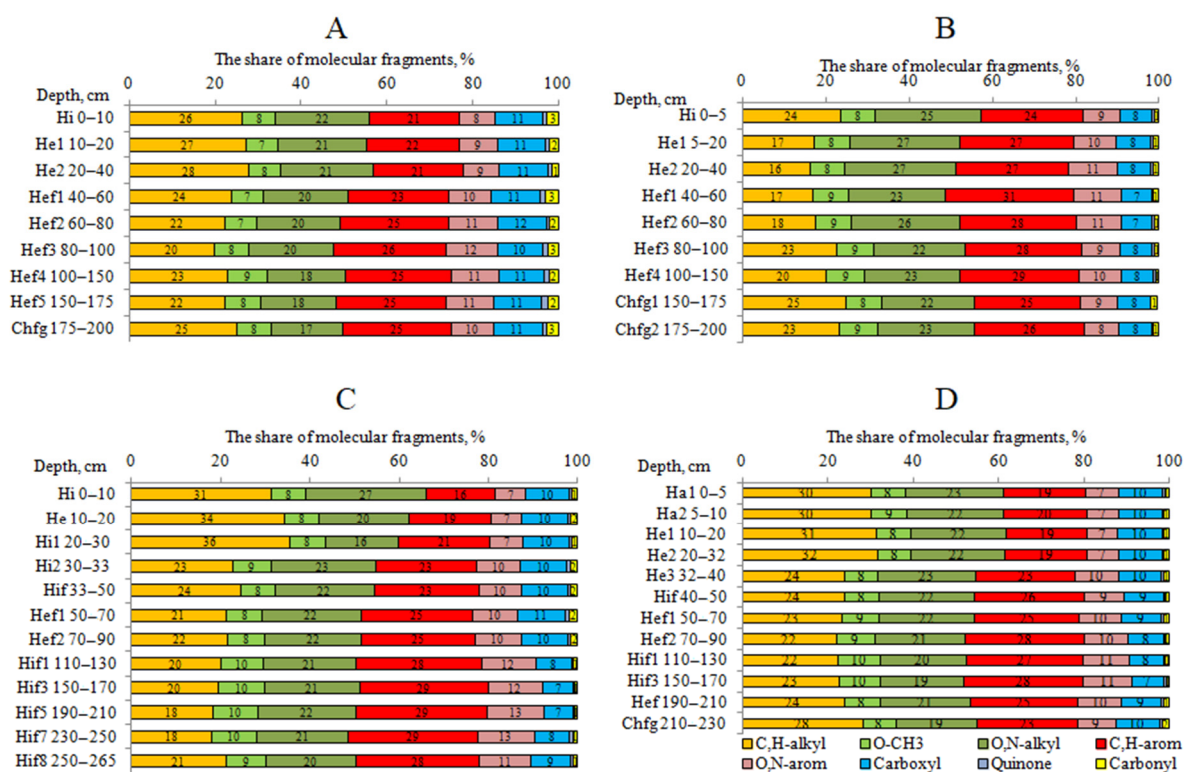 A
The share of molecular fragments, %
0 20 40 60 80 100
Depth, cm
Hi 0–10 26 8 22 21 8 11 3
He1 10–20 27 7 21 22 9 11 2
He2 20–40 28 8 21 21 9 11 1
Hef1 40–60 24 7 20 23 10 11 3
Hef2 60–80 22 7 20 25 11 12 2
Hef3 80–100 20 8 20 26 12 10 3
Hef4 100–150 23 9 18 25 11 11 2
Hef5 150–175 22 8 18 25 11 11 2
Chfg 175–200 25 8 17 25 10 11 3
B
The share of molecular fragments, %
0 20 40 60 80 100
Depth, cm
Hi 0–5 24 8 25 24 9 8 1
He1 5–20 17 8 27 27 10 8 1
He2 20–40 16 8 27 27 11 8 1
Hef1 40–60 17 9 23 31 11 7 1
Hef2 60–80 18 9 26 28 11 7 1
Hef3 80–100 23 9 22 28 9 8 1
Hef4 100–150 20 9 23 29 10 8
Chfg1 150–175 25 8 22 25 9 8 1
Chfg2 175–200 23 9 23 26 8 8 1
C
The share of molecular fragments, %
0 20 40 60 80 100
Depth, cm
Hi 0–10 31 8 27 16 7 10 1
He 10–20 34 8 20 19 7 10 2
Hi1 20–30 36 8 16 21 7 10 1
Hi2 30–33 23 9 23 23 10 10 2
Hif 33–50 24 8 22 23 10 10 2
Hef1 50–70 21 8 22 25 10 11 2
Hef2 70–90 22 8 22 25 10 10 2
Hif1 110–130 20 10 21 28 12 8
Hif3 150–170 20 10 21 29 12 7
Hif5 190–210 18 10 22 29 13 7
Hif7 230–250 18 10 21 29 13 8 1
Hif8 250–265 21 9 20 28 11 9 1
D
The share of molecular fragments, %
0 20 40 60 80 100
Depth, cm
Ha1 0–5 30 8 23 19 7 10
Ha2 5–10 30 9 22 20 7 10
He1 10–20 31 8 22 19 7 10
He2 20–32 32 8 22 19 7 10
He3 32–40 24 8 23 23 10 10
Hif 40–50 24 8 22 26 9 9
Hef1 50–70 23 9 22 25 10 9
Hef2 70–90 22 9 21 28 10 8
Hif1 110–130 22 10 20 27 11 8
Hif3 150–170 23 10 19 28 11 7
Hef 190–210 24 8 21 25 10 9
Chfg 210–230 28 8 19 23 9 10 2
C,H-alkyl O-CH3 O,N-alkyl C,H-arom
O,N-arom Carboxyl Quinone Carbonyl